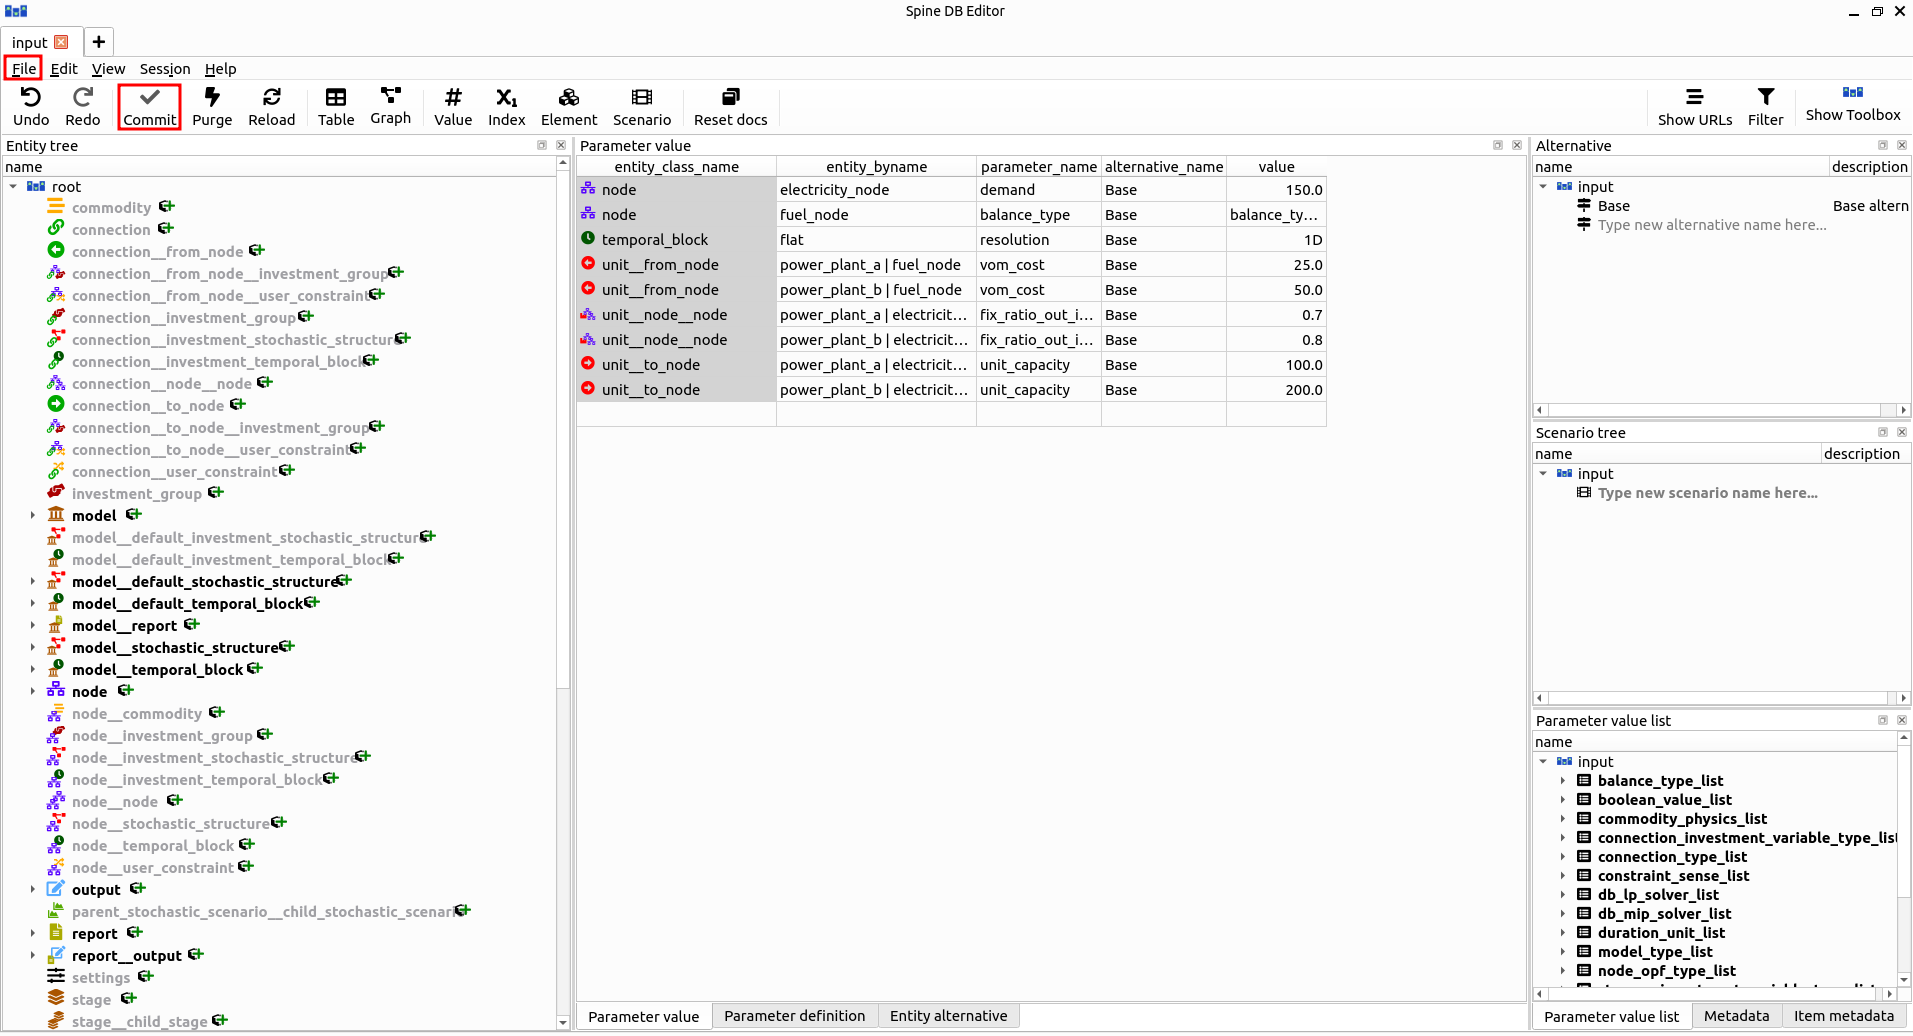 Spine DB Editor
input
File Edit View Session Help
Undo Redo Commit Purge Reload Table Graph Value Index Element Scenario Reset docs Show URLs Filter Show Toolbox
Entity tree
name
root
commodity
connection
connection__from_node
connection__from_node__investment_group
connection__from_node__user_constraint
connection__investment_group
connection__investment_stochastic_structure
connection__investment_temporal_block
connection__node__node
connection__to_node
connection__to_node__investment_group
connection__to_node__user_constraint
connection__user_constraint
investment_group
model
model__default_investment_stochastic_structur
model__default_investment_temporal_block
model__default_stochastic_structure
model__default_temporal_block
model__report
model__stochastic_structure
model__temporal_block
node
node__commodity
node__investment_group
node__investment_stochastic_structure
node__investment_temporal_block
node__node
node__stochastic_structure
node__temporal_block
node__user_constraint
output
parent_stochastic_scenario__child_stochastic_scenari
report
report__output
settings
stage
stage__child_stage
Parameter value
entity_class_name entity_byname parameter_name alternative_name value
node electricity_node demand Base 150.0
node fuel_node balance_type Base balance_ty...
temporal_block flat resolution Base 1D
unit__from_node power_plant_a | fuel_node vom_cost Base 25.0
unit__from_node power_plant_b | fuel_node vom_cost Base 50.0
unit__node__node power_plant_a | electricit... fix_ratio_out_i... Base 0.7
unit__node__node power_plant_b | electricit... fix_ratio_out_i... Base 0.8
unit__to_node power_plant_a | electricit... unit_capacity Base 100.0
unit__to_node power_plant_b | electricit... unit_capacity Base 200.0
Parameter value Parameter definition Entity alternative
Alternative
name description
input
Base Base altern
Type new alternative name here...
Scenario tree
name description
input
Type new scenario name here...
Parameter value list
name
input
balance_type_list
boolean_value_list
commodity_physics_list
connection_investment_variable_type_list
connection_type_list
constraint_sense_list
db_lp_solver_list
db_mip_solver_list
duration_unit_list
model_type_list
node_opf_type_list
Parameter value list Metadata Item metadata